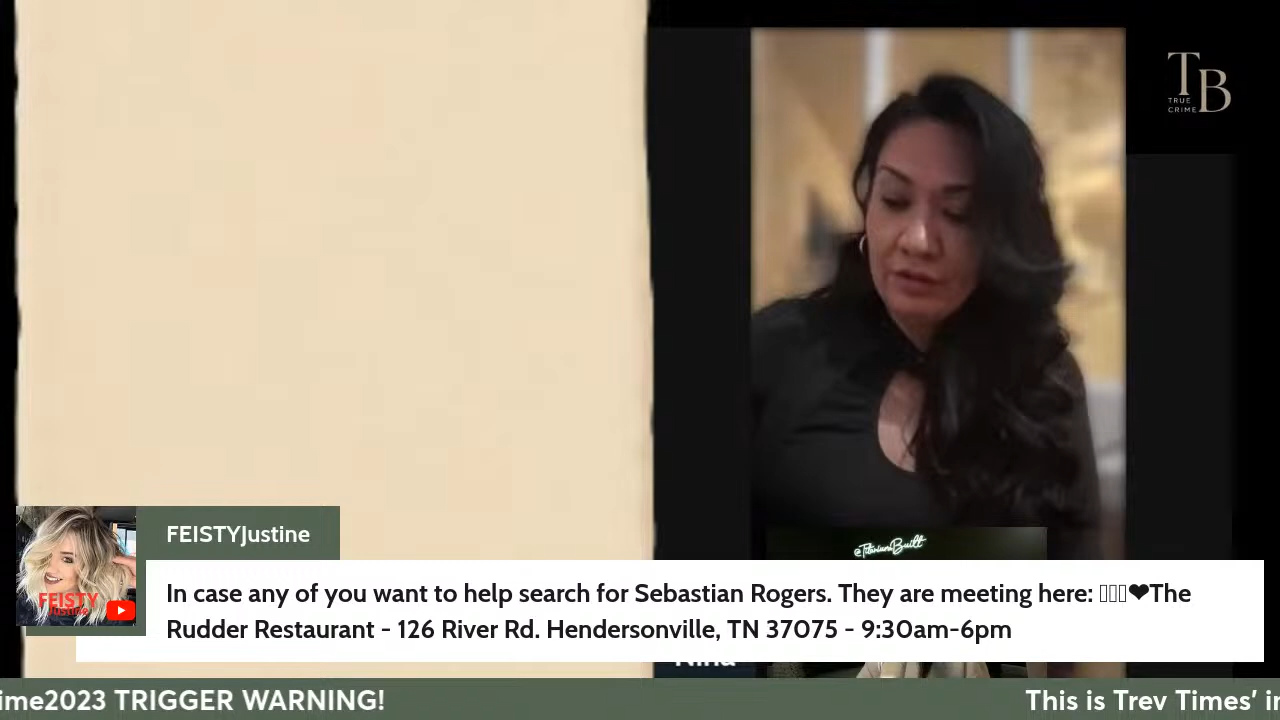 TB
TRUE
CRIME
@TitaniumBuilt
FEISTYJustine
FEISTY
Justine
In case any of you want to help search for Sebastian Rogers. They are meeting here: ❤The
Rudder Restaurant - 126 River Rd. Hendersonville, TN 37075 - 9:30am-6pm
Nina
ime2023 TRIGGER WARNING!
This is Trev Times’ in